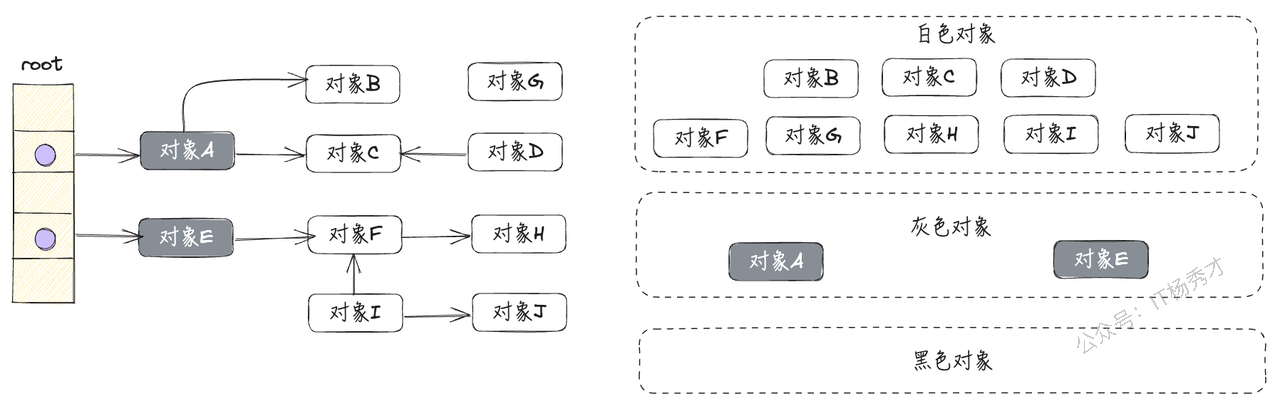 root
对象B
对象G
对象A
对象C
对象D
对象E
对象F
对象H
对象I
对象J
白色对象
对象B
对象C
对象D
对象F
对象G
对象H
对象I
对象J
灰色对象
对象A
对象E
黑色对象
公众号：IT杨秀才